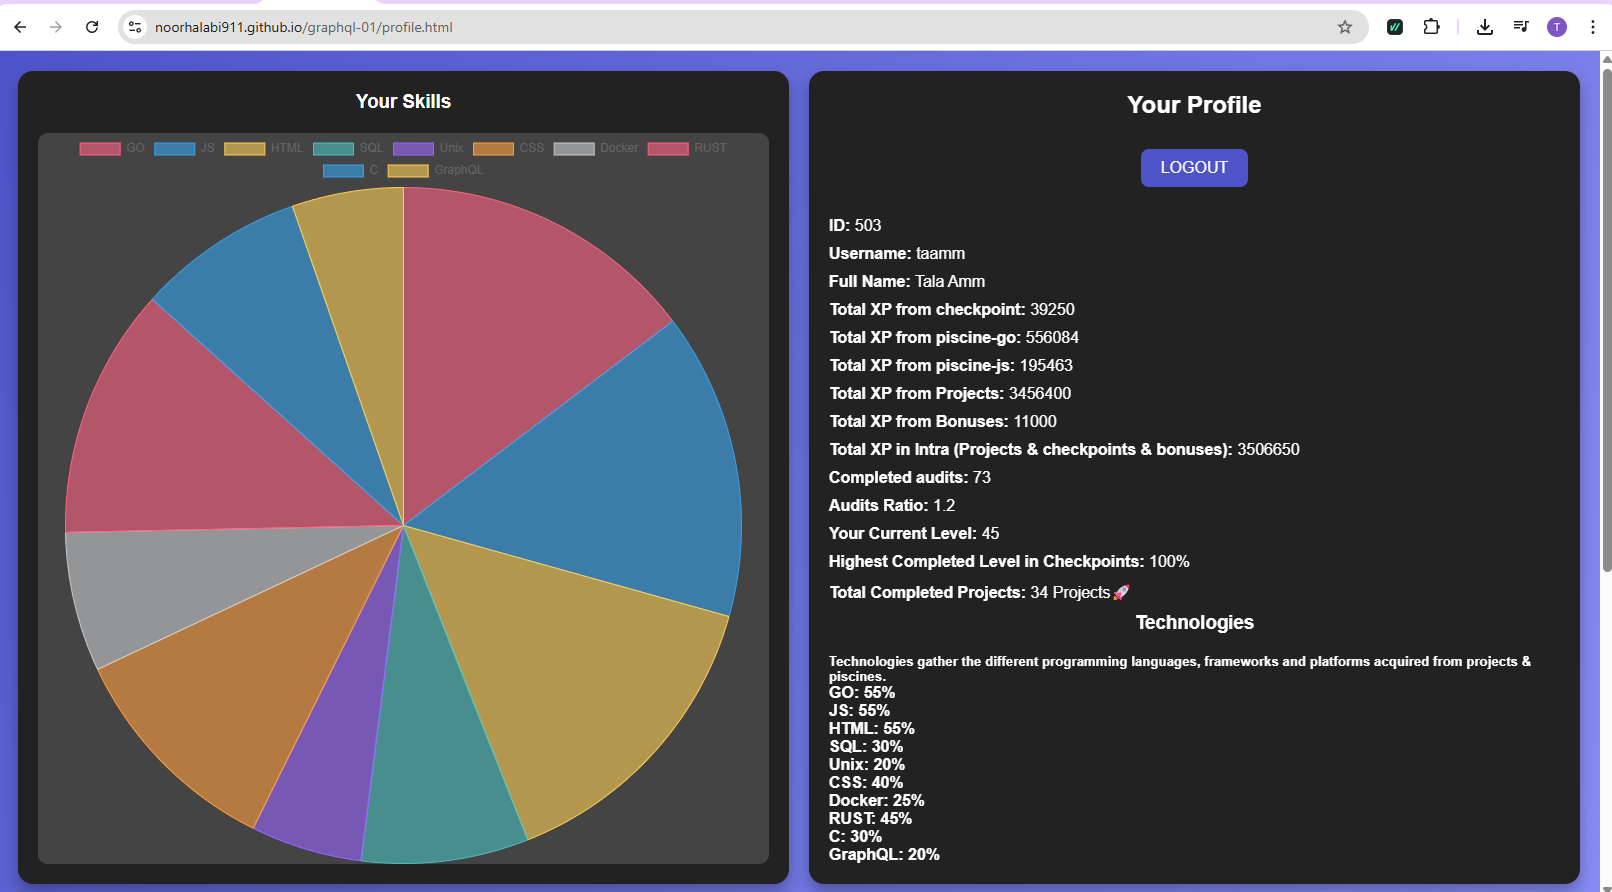 noorhalabi911.github.io/graphql-01/profile.html
T
Your Skills
GO JS HTML SQL Unix CSS Docker RUST
C GraphQL
Your Profile
LOGOUT
ID: 503
Username: taamm
Full Name: Tala Amm
Total XP from checkpoint: 39250
Total XP from piscine-go: 556084
Total XP from piscine-js: 195463
Total XP from Projects: 3456400
Total XP from Bonuses: 11000
Total XP in Intra (Projects & checkpoints & bonuses): 3506650
Completed audits: 73
Audits Ratio: 1.2
Your Current Level: 45
Highest Completed Level in Checkpoints: 100%
Total Completed Projects: 34 Projects🚀
Technologies
Technologies gather the different programming languages, frameworks and platforms acquired from projects &
piscines.
GO: 55%
JS: 55%
HTML: 55%
SQL: 30%
Unix: 20%
CSS: 40%
Docker: 25%
RUST: 45%
C: 30%
GraphQL: 20%